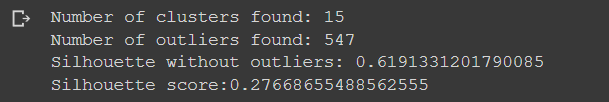 Number of clusters found: 15
Number of outliers found: 547
Silhouette without outliers: 0.6191331201790085
Silhouette score:0.27668655488562555